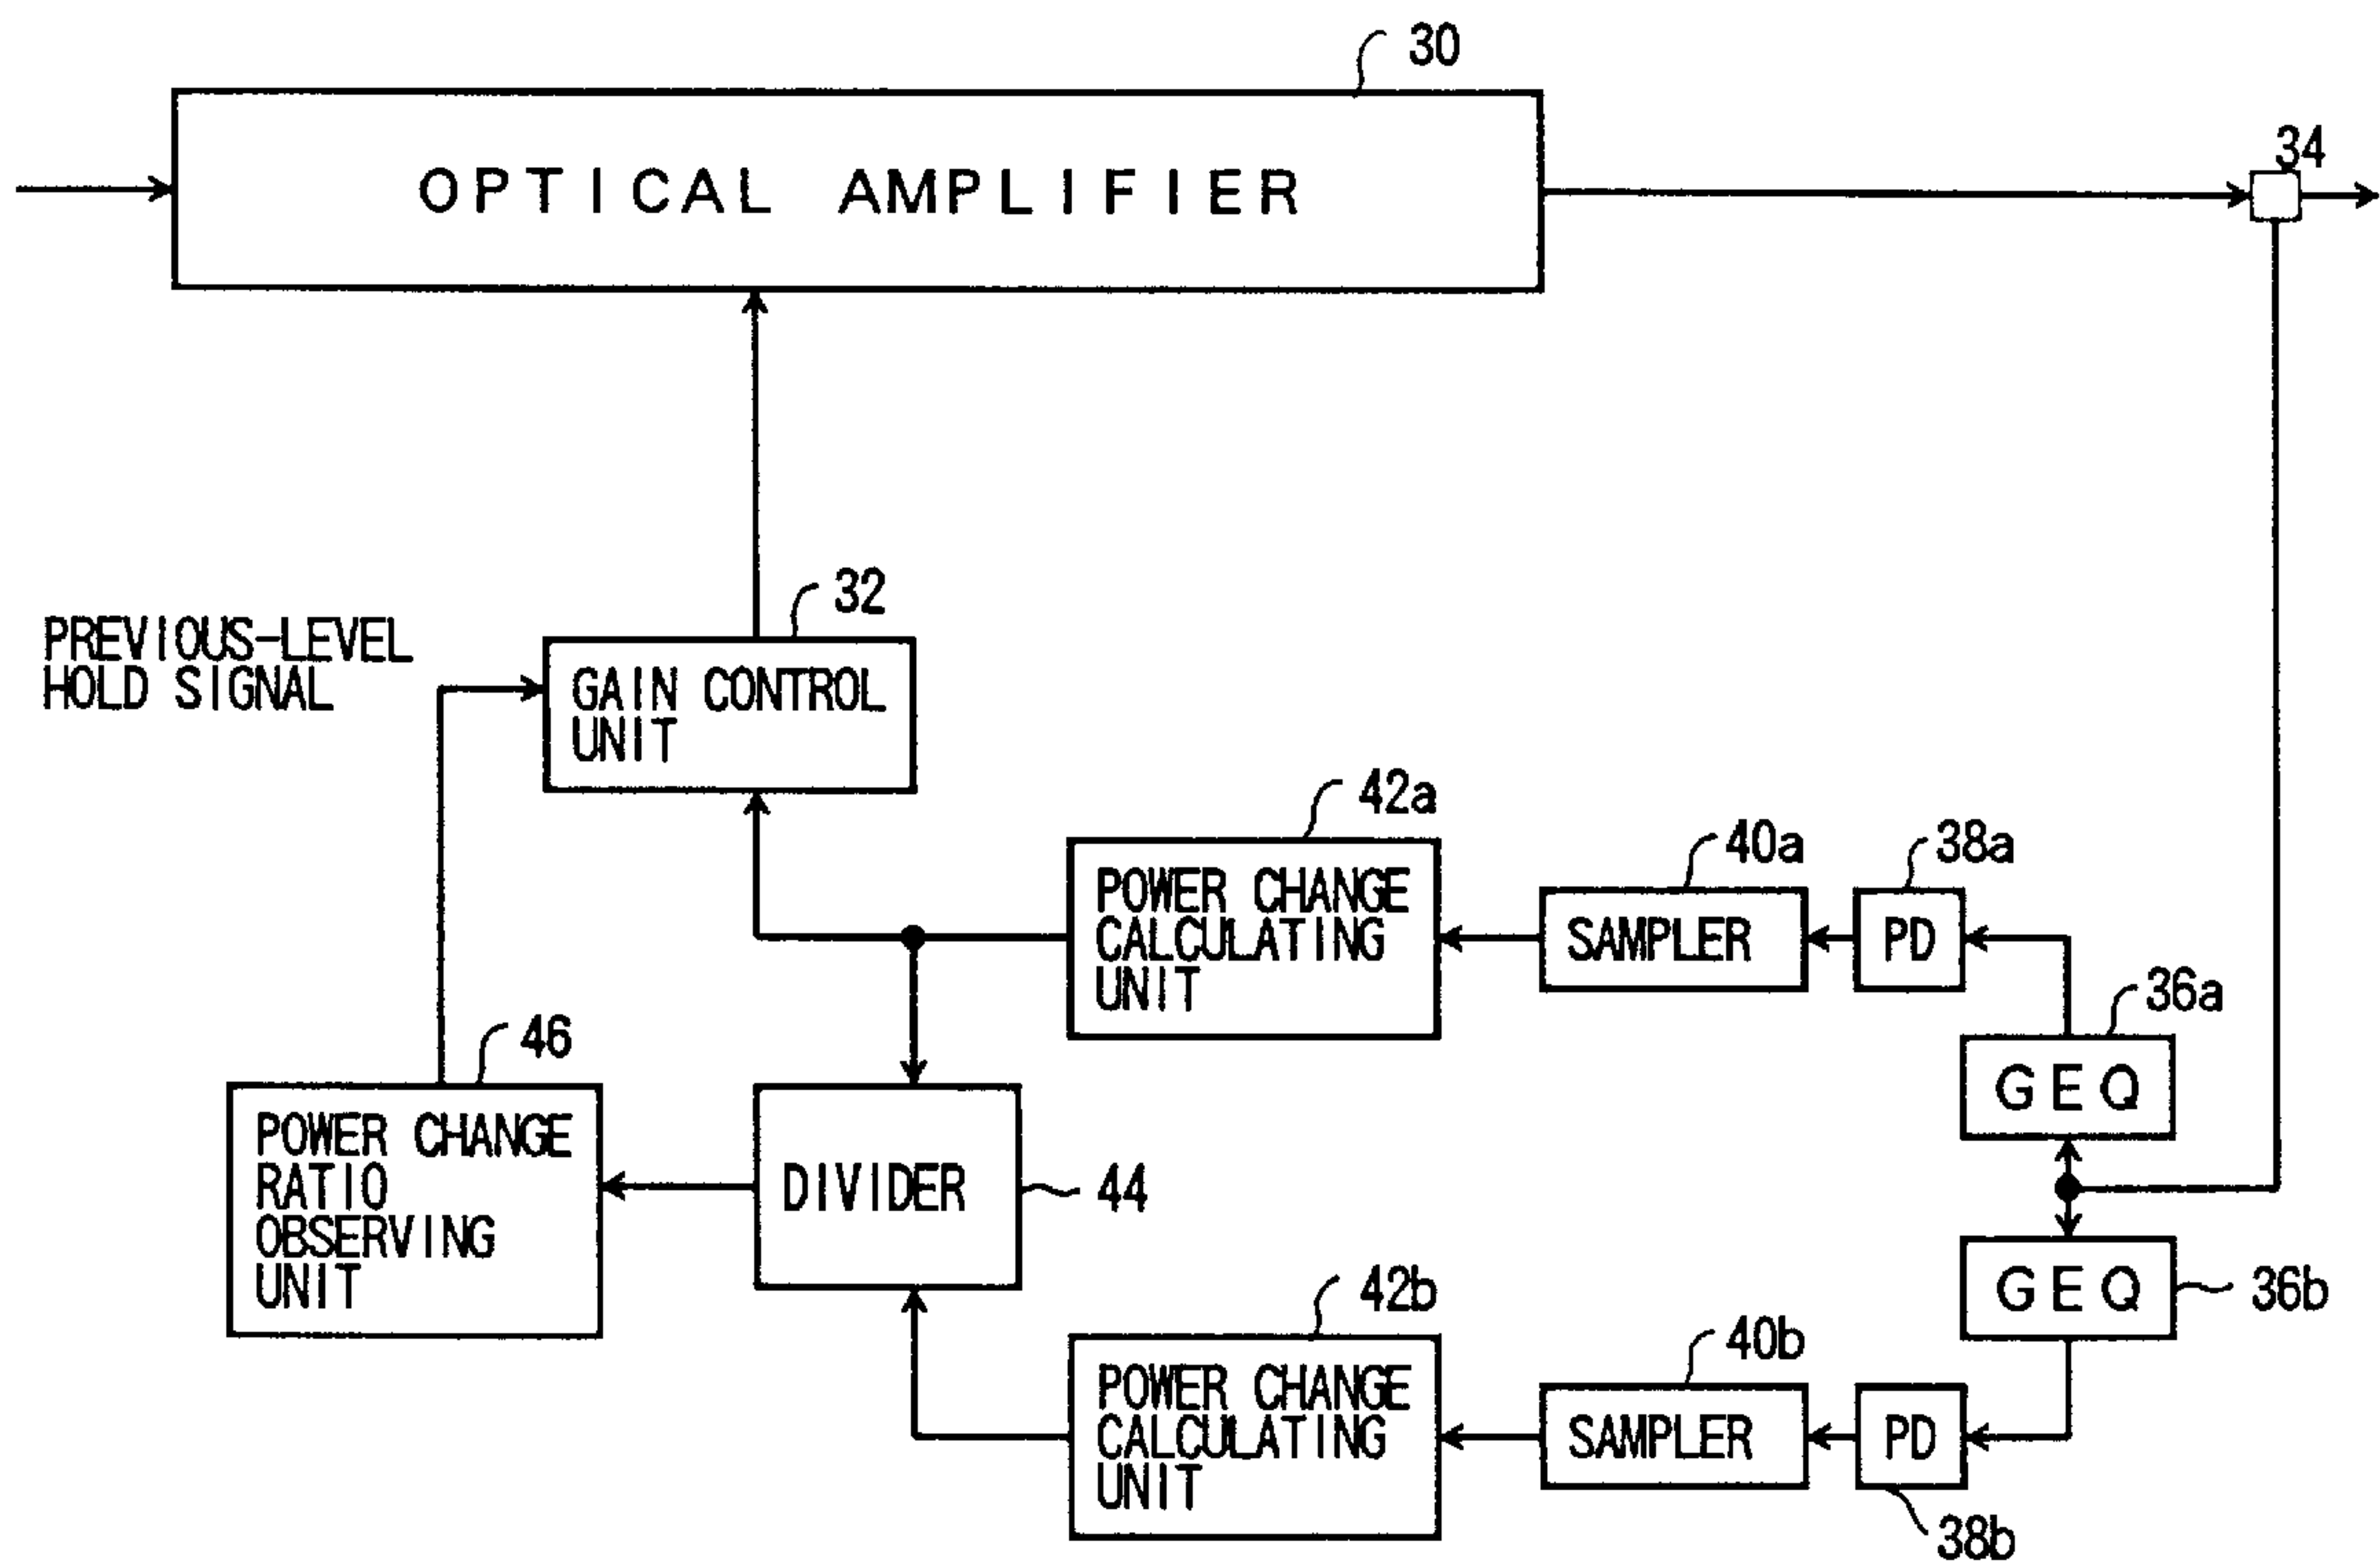 30
OPTICAL AMPLIFIER
34
32
PREVIOUS-LEVEL
HOLD SIGNAL
GAIN CONTROL
UNIT
42a
40a
38a
POWER CHANGE
CALCULATING
UNIT
SAMPLER
PD
36a
GEQ
46
POWER CHANGE
RATIO
OBSERVING
UNIT
DIVIDER
44
GEQ
36b
42b
40b
POWER CHANGE
CALCULATING
UNIT
SAMPLER
PD
38b